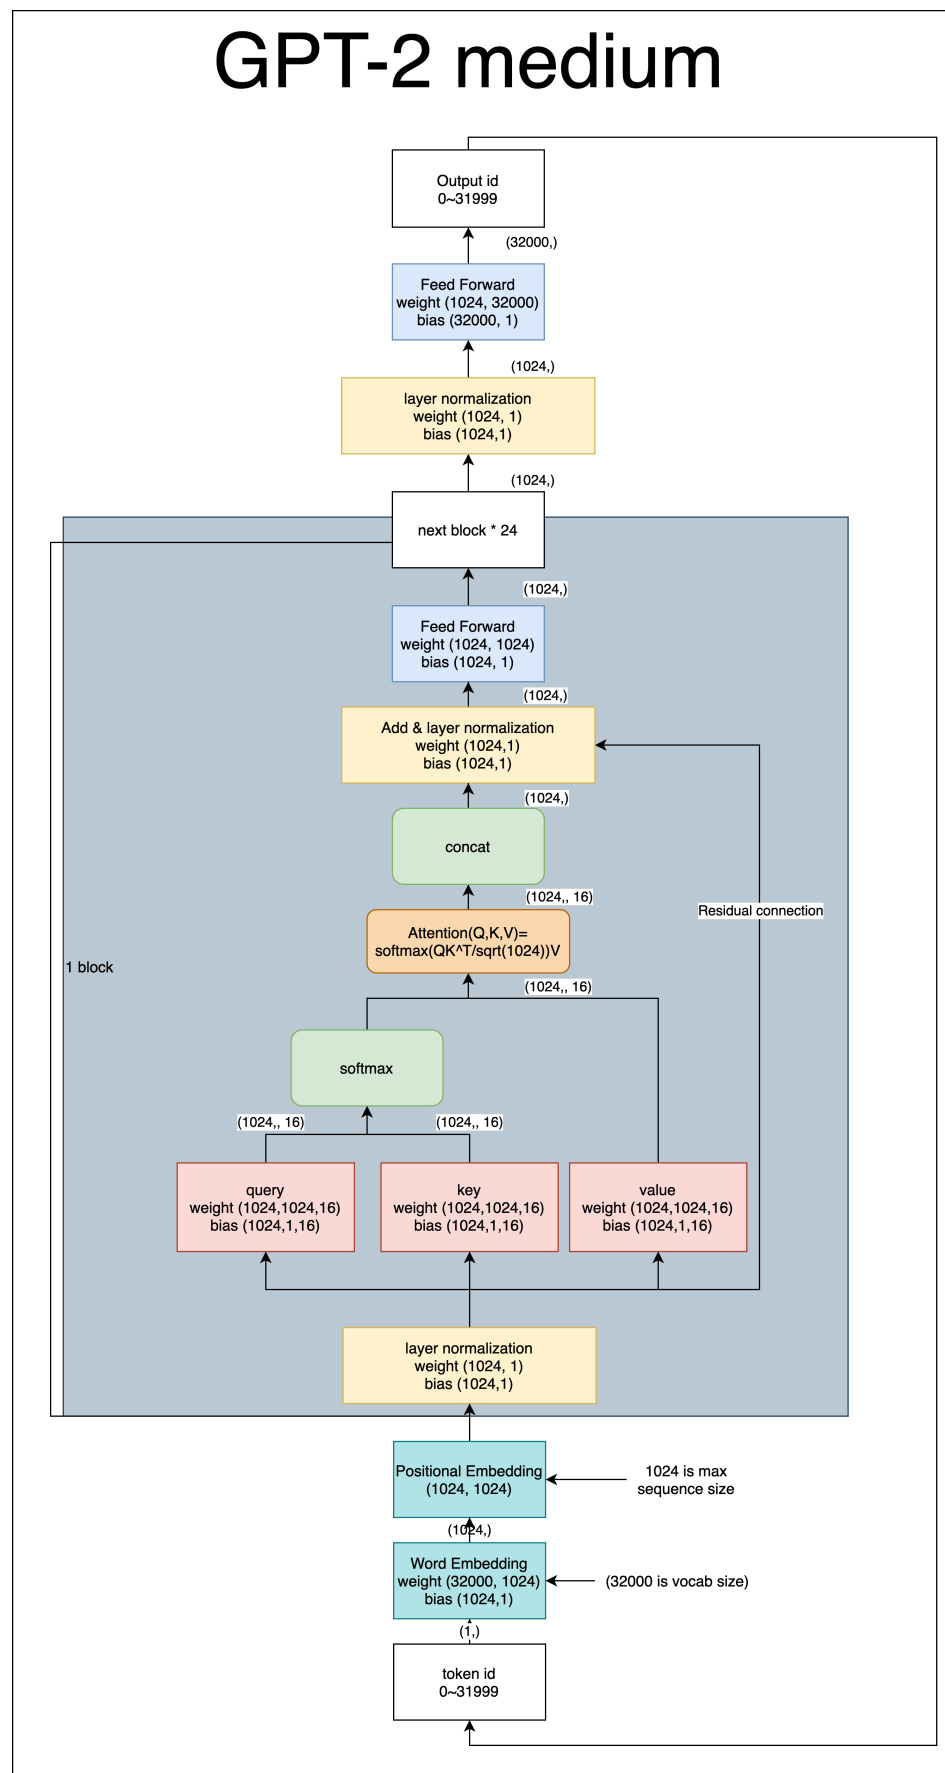 GPT-2 medium
Output id
0~31999
(32000,)
Feed Forward
weight (1024, 32000)
bias (32000, 1)
(1024,)
layer normalization
weight (1024, 1)
bias (1024,1)
(1024,)
next block * 24
(1024,)
Feed Forward
weight (1024, 1024)
bias (1024, 1)
(1024,)
Add & layer normalization
weight (1024,1)
bias (1024,1)
(1024,)
concat
(1024,, 16)
Residual connection
Attention(Q,K,V)=
softmax(QK^T/sqrt(1024))V
1 block
(1024,, 16)
softmax
(1024,, 16)
(1024,, 16)
query
weight (1024,1024,16)
bias (1024,1,16)
key
weight (1024,1024,16)
bias (1024,1,16)
value
weight (1024,1024,16)
bias (1024,1,16)
layer normalization
weight (1024, 1)
bias (1024,1)
Positional Embedding
(1024, 1024)
1024 is max
sequence size
(1024,)
Word Embedding
weight (32000, 1024)
bias (1024,1)
(32000 is vocab size)
(1,)
token id
0~31999